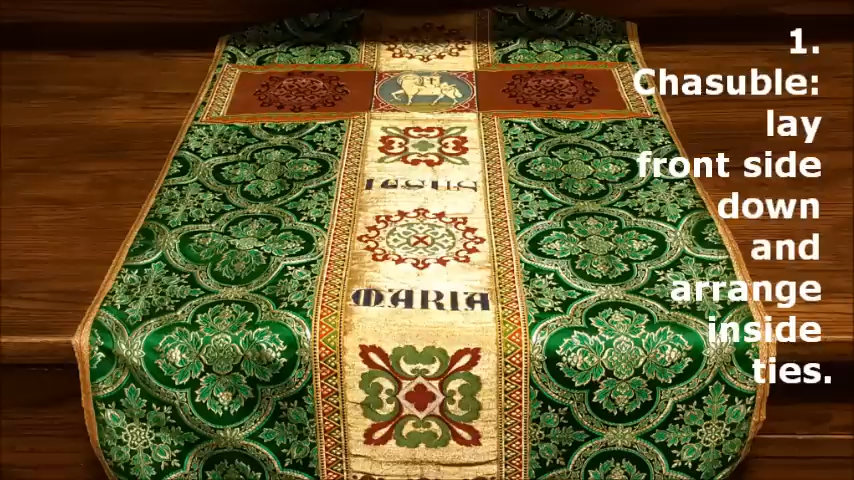 1.
Chasuble:
lay
front side
down
and
arrange
inside
ties.
IESUS
MARIA